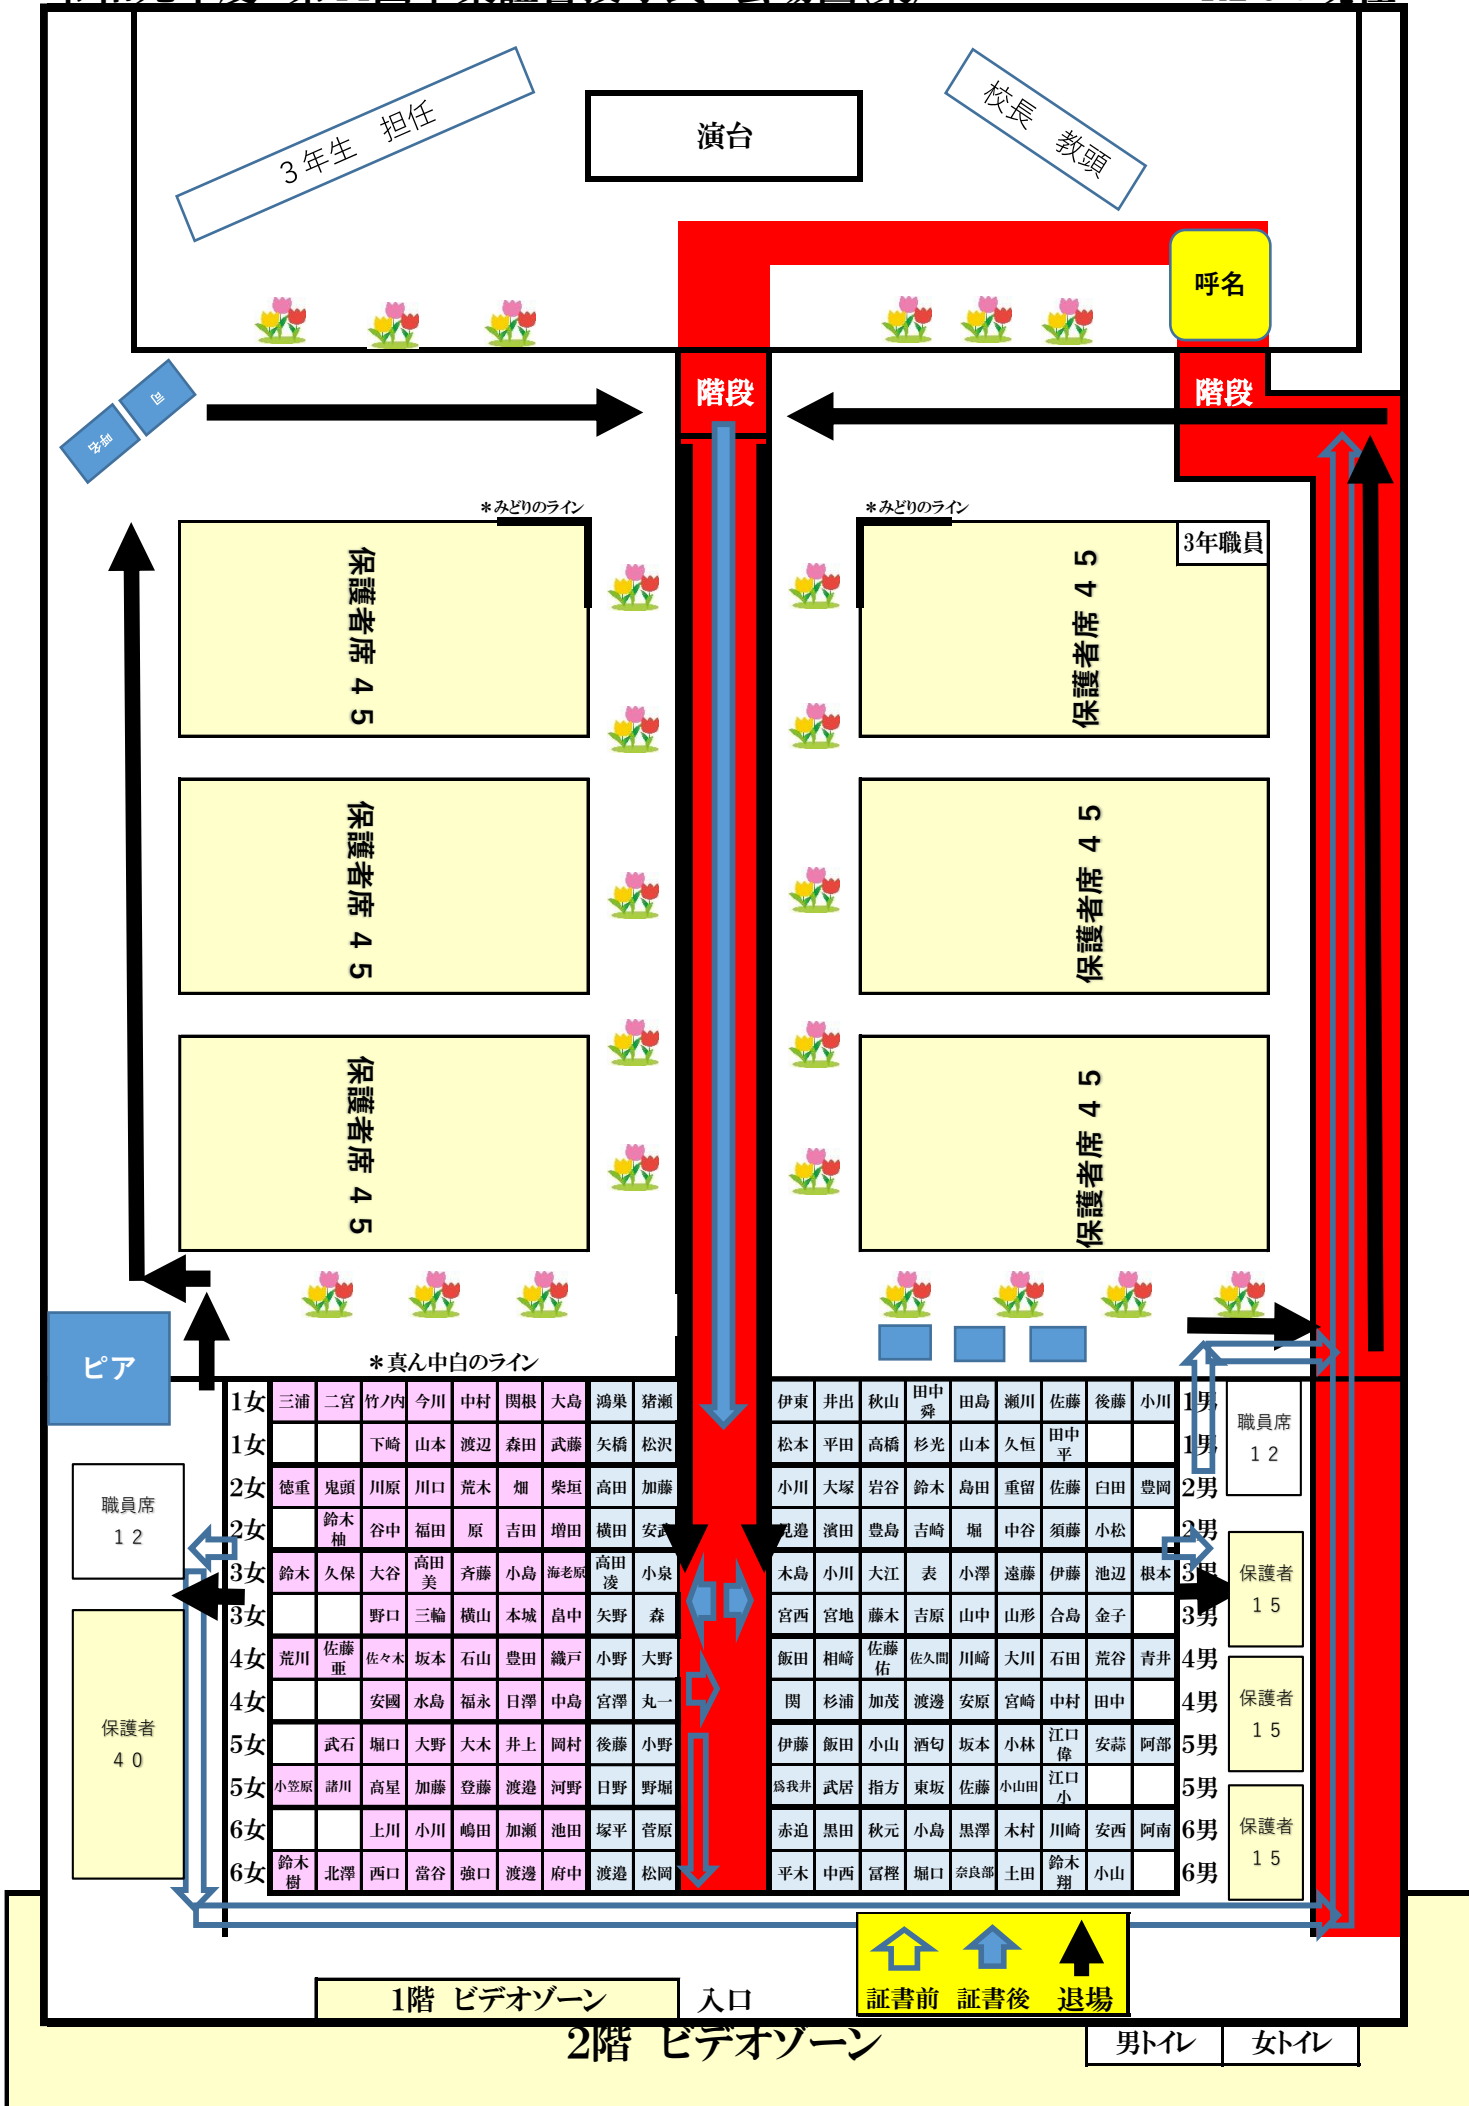 ３年生　担任
演台
校長　教頭
呼名
階段
階段
司
呼名
＊みどりのライン
＊みどりのライン
3年職員
保護者席 4 5
保護者席 4 5
保護者席 4 5
保護者席 4 5
保護者席 4 5
保護者席 4 5
ピア
＊真ん中白のライン
1女 三浦 二宮 竹ノ内 今川 中村 関根 大島 鴻巣 猪瀬 伊東 井出 秋山 田中舜 田島 瀬川 佐藤 後藤 小川 1男
1女 下崎 山本 渡辺 森田 武藤 矢橋 松沢 松本 平田 高橋 杉光 山本 久恒 田中平 1男
2女 徳重 鬼頭 川原 川口 荒木 畑 柴垣 高田 加藤 小川 大塚 岩谷 鈴木 島田 重留 佐藤 臼田 豊岡 2男
2女 鈴木柚 谷中 福田 原 吉田 増田 横田 安武 見邉 濱田 豊島 吉崎 堀 中谷 須藤 小松 2男
3女 鈴木 久保 大谷 高田美 斉藤 小島 海老原 高田凌 小泉 木島 小川 大江 表 小澤 遠藤 伊藤 池辺 根本 3男
3女 野口 三輪 横山 本城 畠中 矢野 森 宮西 宮地 藤木 吉原 山中 山形 合島 金子 3男
4女 荒川 佐藤亜 佐々木 坂本 石山 豊田 織戸 小野 大野 飯田 相﨑 佐藤佑 佐久間 川﨑 大川 石田 荒谷 青井 4男
4女 安國 水島 福永 日澤 中島 宮澤 丸一 関 杉浦 加茂 渡邊 安原 宮崎 中村 田中 4男
5女 武石 堀口 大野 大木 井上 岡村 後藤 小野 伊藤 飯田 小山 酒匂 坂本 小林 江口偉 安蒜 阿部 5男
5女 小笠原 諸川 髙星 加藤 登藤 渡邉 河野 日野 野堀 爲我井 武居 指方 東坂 佐藤 小山田 江口小 5男
6女 上川 小川 嶋田 加瀬 池田 塚平 菅原 赤迫 黒田 秋元 小島 黒澤 木村 川崎 安西 阿南 6男
6女 鈴木樹 北澤 西口 當谷 強口 渡邊 府中 渡邉 松岡 平木 中西 冨樫 堀口 奈良部 土田 鈴木翔 小山 6男
職員席
１２
保護者
４０
職員席
１２
保護者
１５
保護者
１５
保護者
１５
証書前 証書後 退場
1階 ビデオゾーン
入口
2階 ビデオゾーン
男トイレ 女トイレ